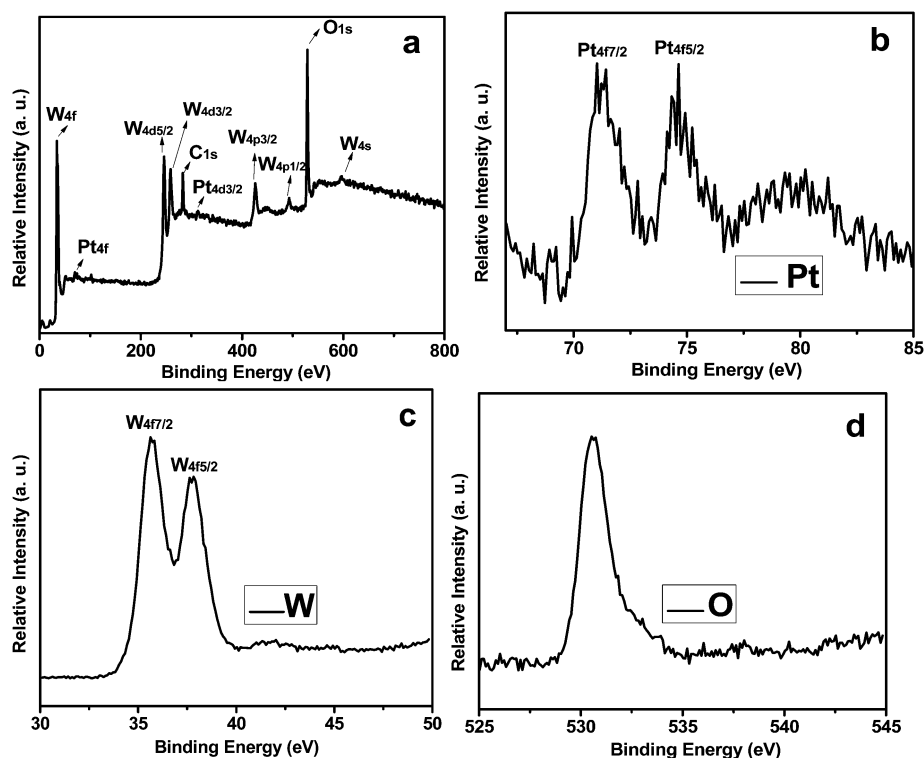 a
O1s
W4f
W4d5/2
W4d3/2
C1s
Pt4d3/2
W4p3/2
W4p1/2
W4s
Pt4f
Relative Intensity (a. u.)
0 200 400 600 800
Binding Energy (eV)
b
Pt4f7/2 Pt4f5/2
Pt
Relative Intensity (a. u.)
70 75 80 85
Binding Energy (eV)
c
W4f7/2
W4f5/2
W
Relative Intensity (a. u.)
30 35 40 45 50
Binding Energy (eV)
d
O
Relative Intensity (a. u.)
525 530 535 540 545
Binding Energy (eV)